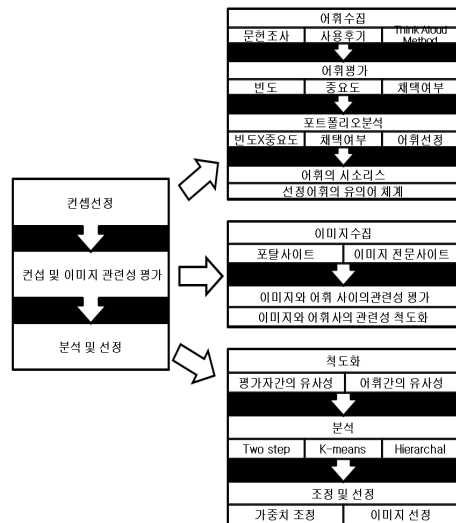 컨셉선정
컨섭 및 이미지 관련성 평가
분석 및 선정
어휘수집
문헌조사 사용후기 Think Aloud Method
어휘평가
빈도 중요도 채택여부
포트폴리오분석
빈도X중요도 채택여부 어휘선정
어휘의 시소리스
선정어휘의 유의어 체계
이미지수집
포탈사이트 이미지 전문사이트
이미지와 어휘 사이의관련성 평가
이미지와 어휘사의 관련성 척도화
척도화
평가자간의 유사성 어휘간의 유사성
분석
Two step K-means Hierarchal
조정 및 선정
가중치 조정 이미지 선정